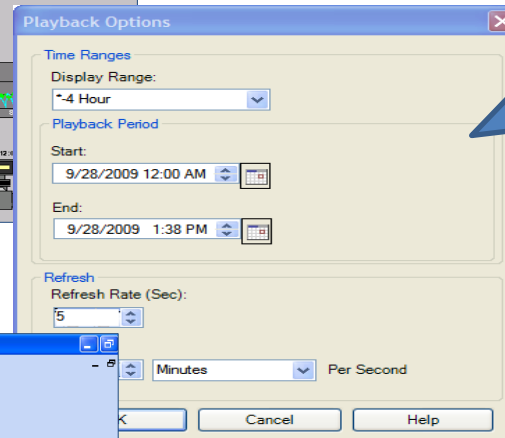 Playback Options
Time Ranges
Display Range:
*-4 Hour
Playback Period
Start:
9/28/2009 12:00 AM
End:
9/28/2009 1:38 PM
Refresh
Refresh Rate (Sec):
5
Minutes Per Second
K Cancel Help